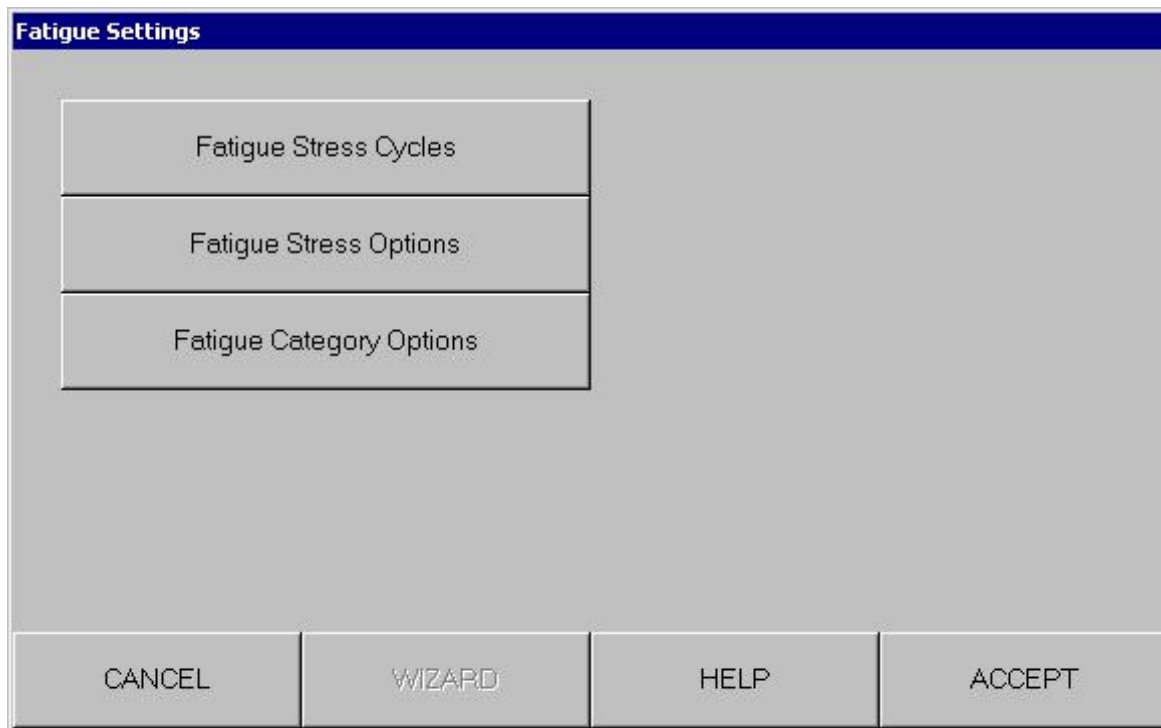 Fatigue Settings
Fatigue Stress Cycles
Fatigue Stress Options
Fatigue Category Options
CANCEL WIZARD HELP ACCEPT